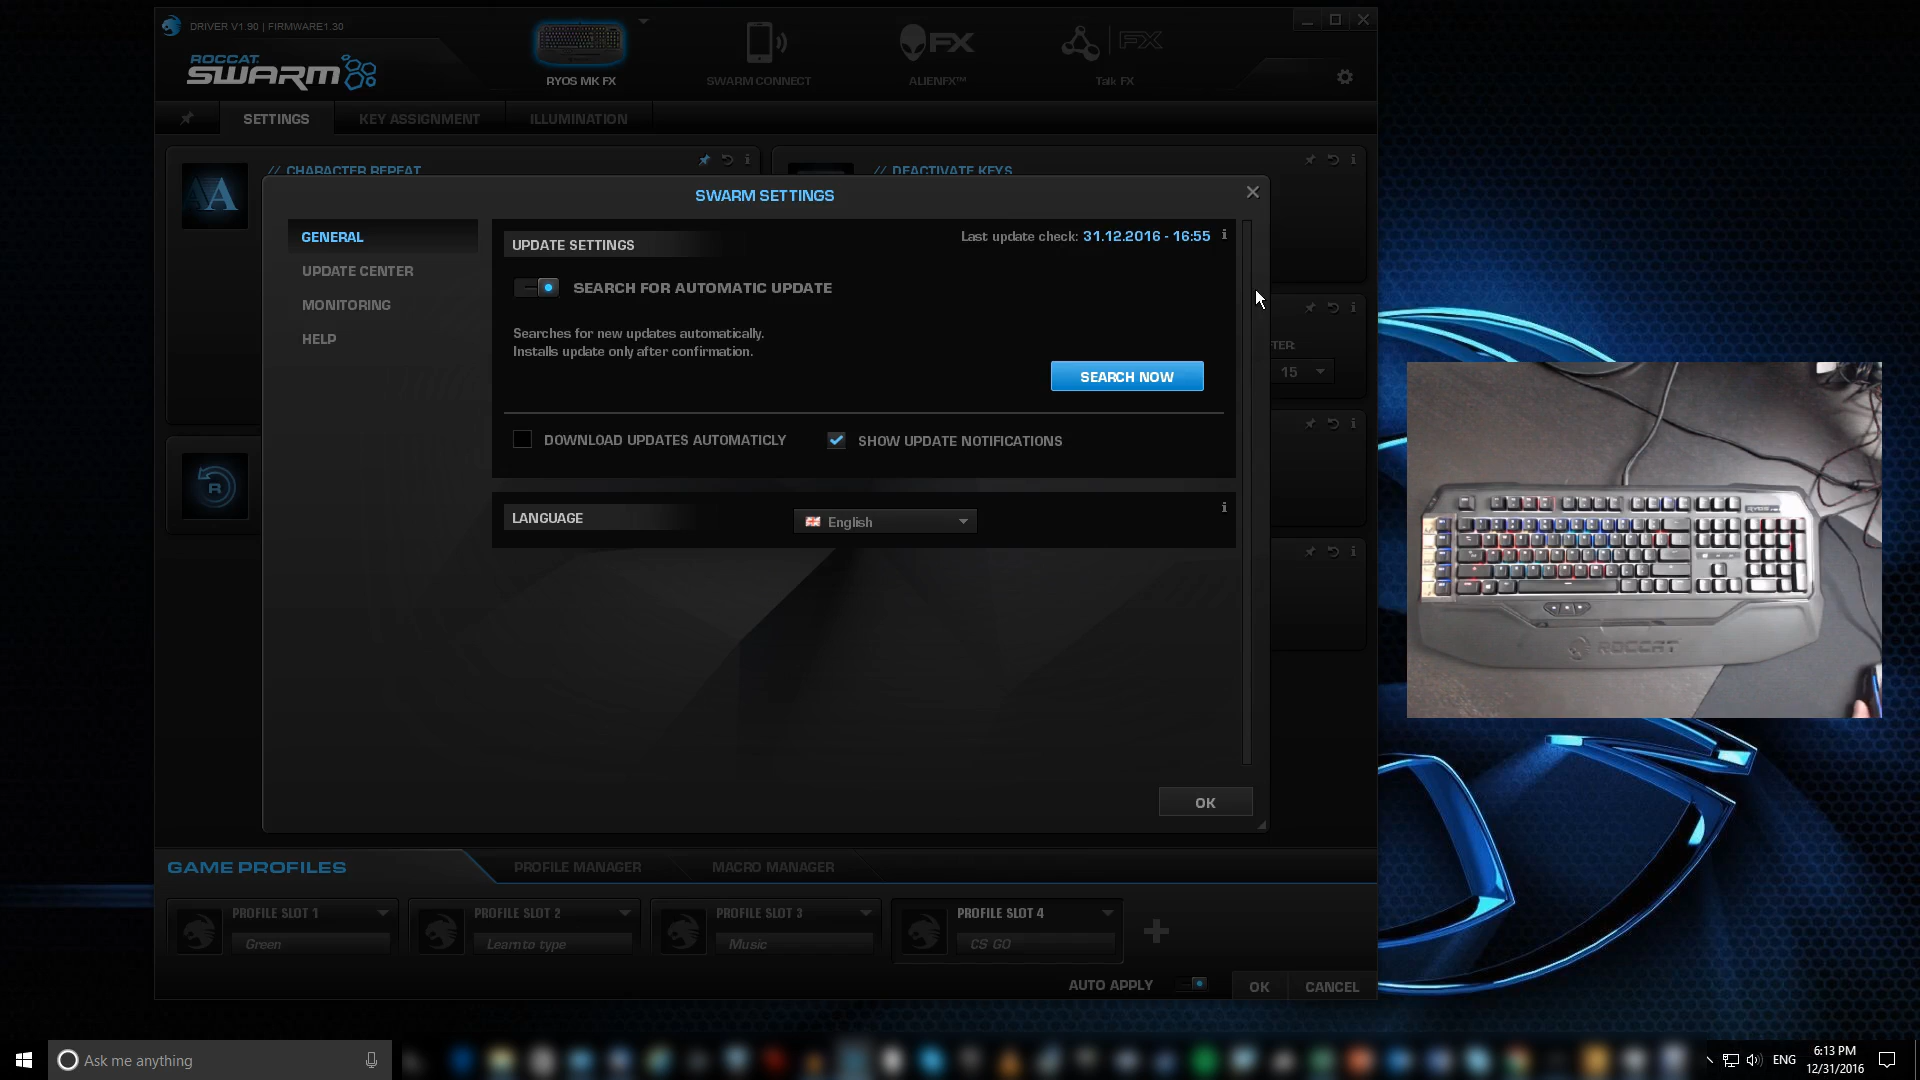 DRIVER V1.90 | FIRMWARE1.30
ROCCAT
SWARM
RYOS MK FX
SWARM CONNECT
FX
ALIENFX™
FX
Talk FX
SETTINGS
KEY ASSIGNMENT
ILLUMINATION
// CHARACTER REPEAT
// DEACTIVATE KEYS
SWARM SETTINGS
GENERAL
UPDATE CENTER
MONITORING
HELP
UPDATE SETTINGS
Last update check: 31.12.2016 - 16:55
SEARCH FOR AUTOMATIC UPDATE
Searches for new updates automatically.
Installs update only after confirmation.
SEARCH NOW
TER:
15
DOWNLOAD UPDATES AUTOMATICLY
SHOW UPDATE NOTIFICATIONS
LANGUAGE
English
OK
ROCCAT
GAME PROFILES
PROFILE MANAGER
MACRO MANAGER
PROFILE SLOT 1
Green
PROFILE SLOT 2
Learn to type
PROFILE SLOT 3
Music
PROFILE SLOT 4
CS GO
AUTO APPLY
OK
CANCEL
Ask me anything
ENG
6:13 PM
12/31/2016